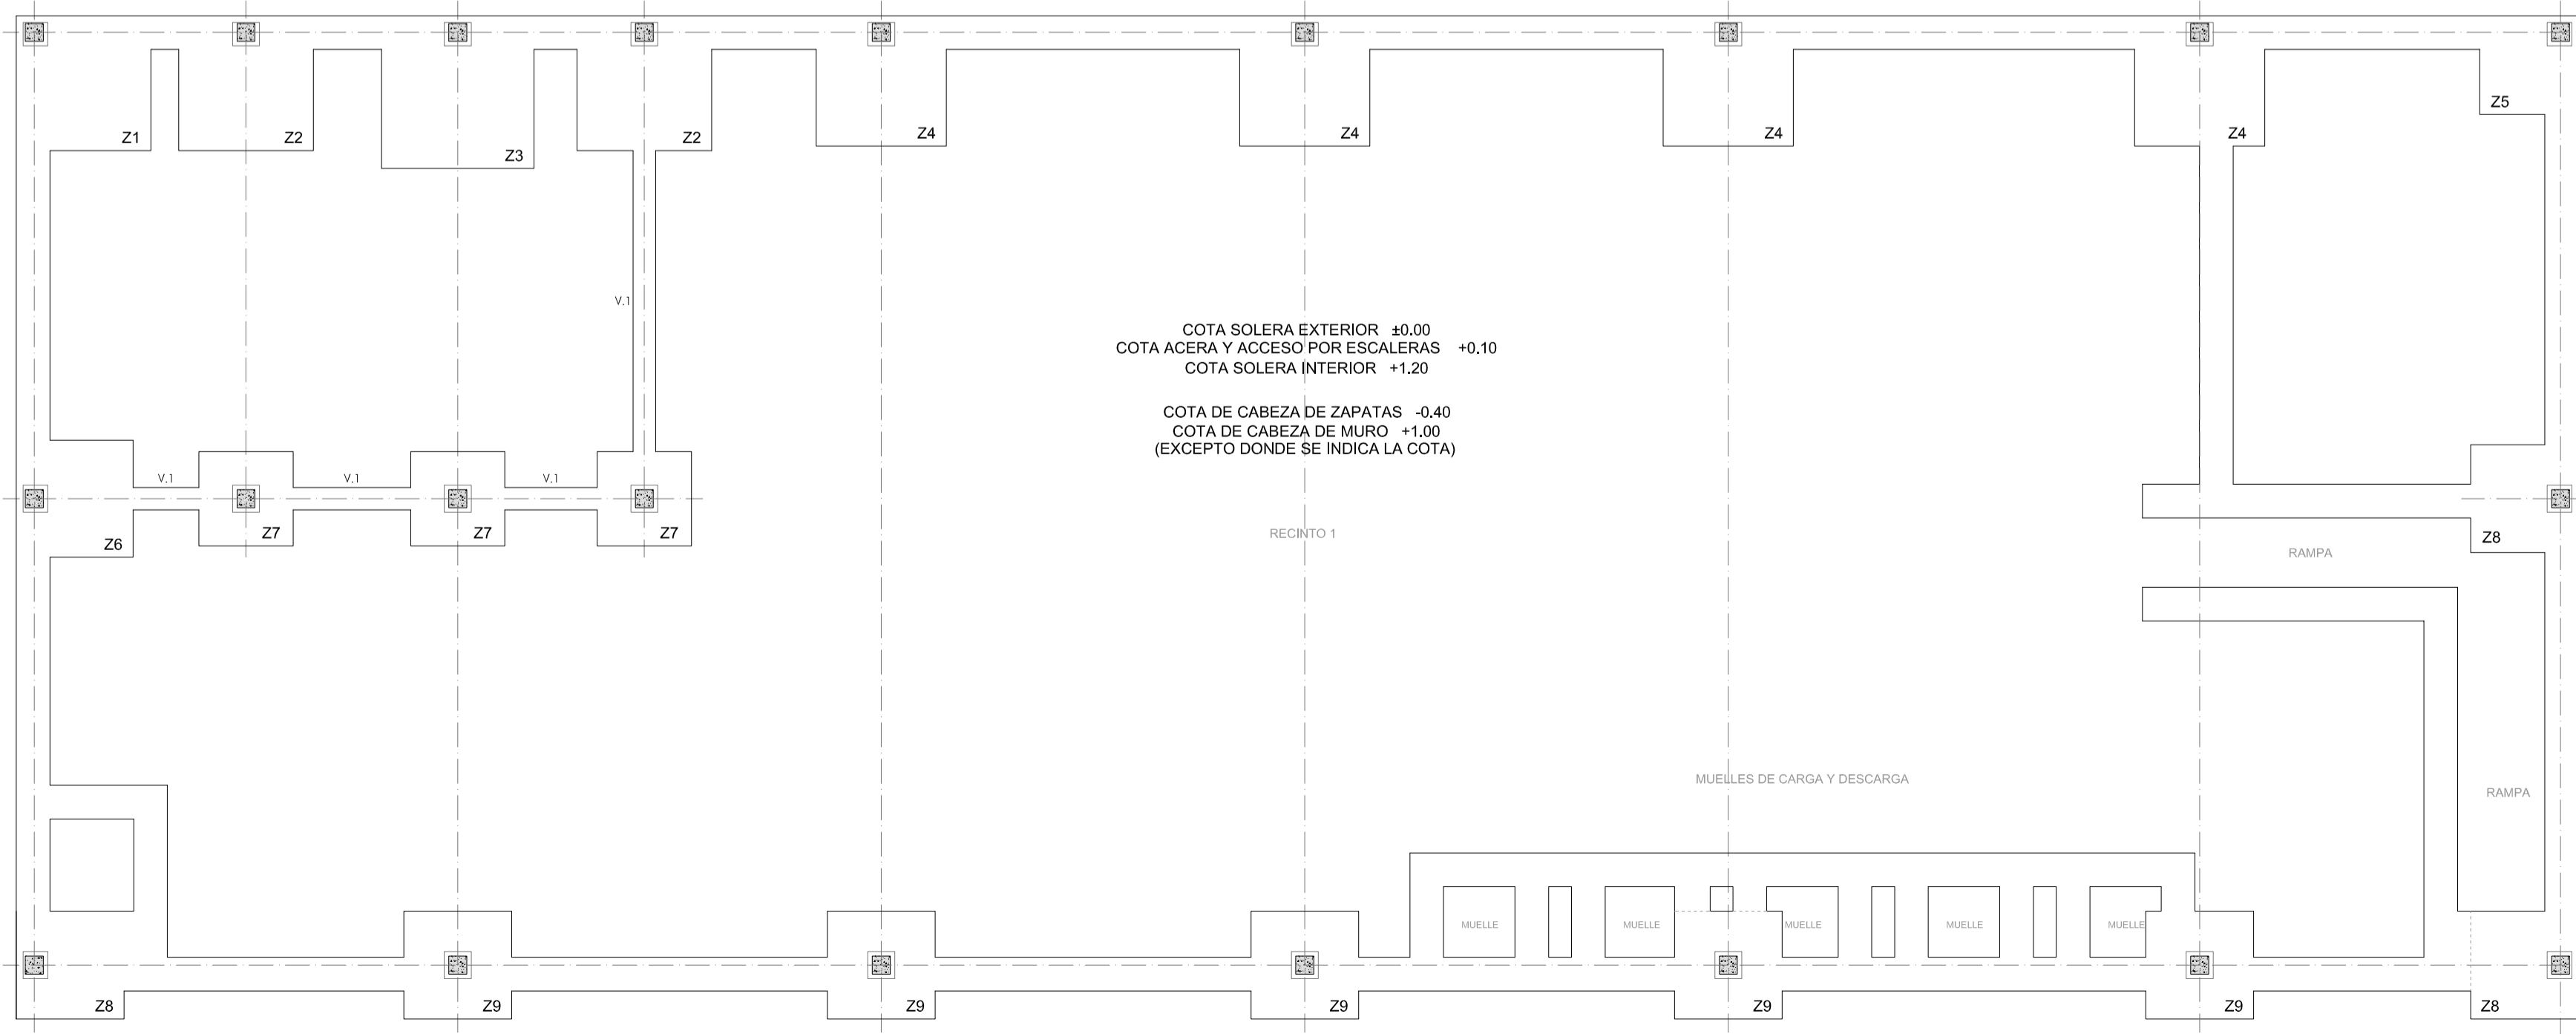 Z5
Z1
Z2
Z3
Z2
Z4
Z4
Z4
Z4
V.1
COTA SOLERA EXTERIOR ±0.00
COTA ACERA Y ACCESO POR ESCALERAS +0.10
COTA SOLERA INTERIOR +1.20
COTA DE CABEZA DE ZAPATAS -0.40
COTA DE CABEZA DE MURO +1.00
(EXCEPTO DONDE SE INDICA LA COTA)
V.1
V.1
V.1
Z6
Z7
Z7
Z7
RECINTO 1
Z8
RAMPA
MUELLES DE CARGA Y DESCARGA
RAMPA
MUELLE
MUELLE
MUELLE
MUELLE
MUELLE
Z8
Z9
Z9
Z9
Z9
Z9
Z8